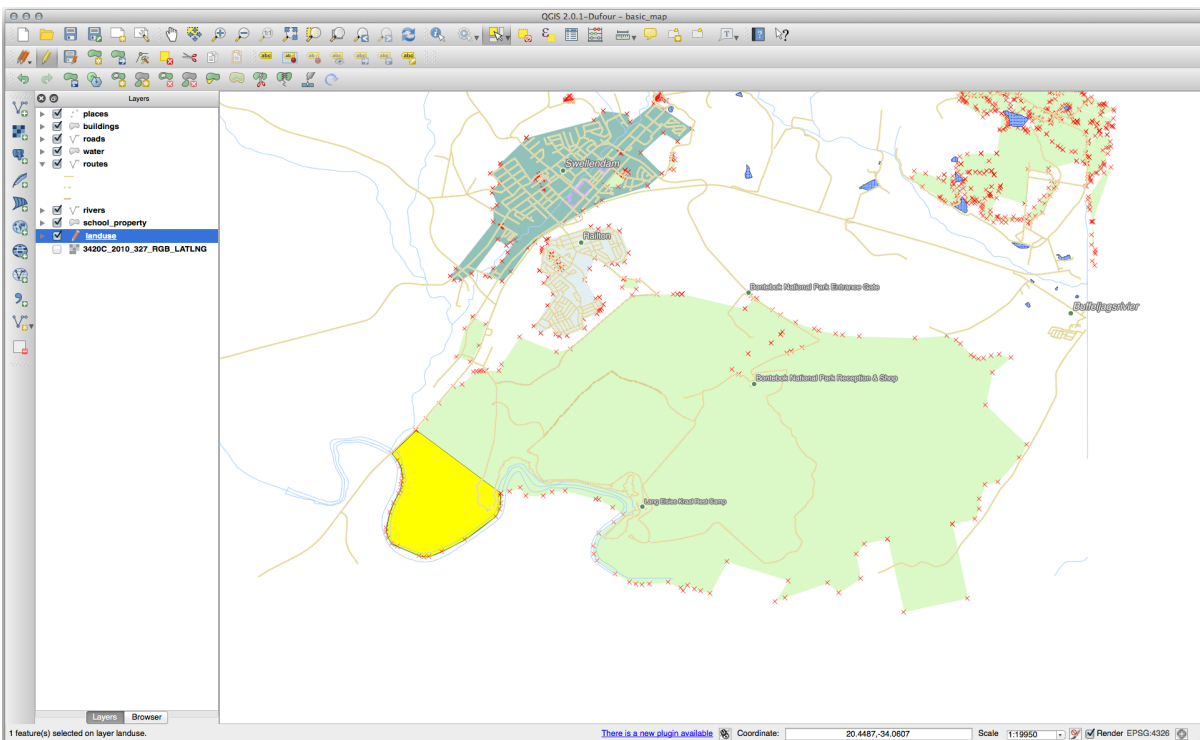 QGIS 2.0.1-Dufour - basic_map
Layers
places
buildings
roads
water
routes
rivers
school_property
landuse
3420C_2010_327_RGB_LATLNG
Swellendam
Railton
Bontebok National Park Entrance Gate
Buffeljagsrivier
Bontebok National Park Reception & Shop
Lang Elsies Kraal Rest Camp
Layers Browser
1 feature(s) selected on layer landuse.
There is a new plugin available
Coordinate:
20.4487,-34.0607
Scale
1:19950
Render
EPSG:4326